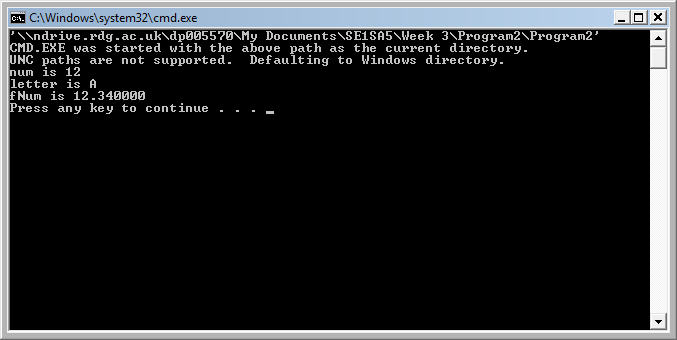 C:\Windows\system32\cmd.exe
'\\ndrive.rdg.ac.uk\dp005570\My Documents\SE1SA5\Week 3\Program2\Program2'
CMD.EXE was started with the above path as the current directory.
UNC paths are not supported.  Defaulting to Windows directory.
num is 12
letter is A
fNum is 12.340000
Press any key to continue . . . _